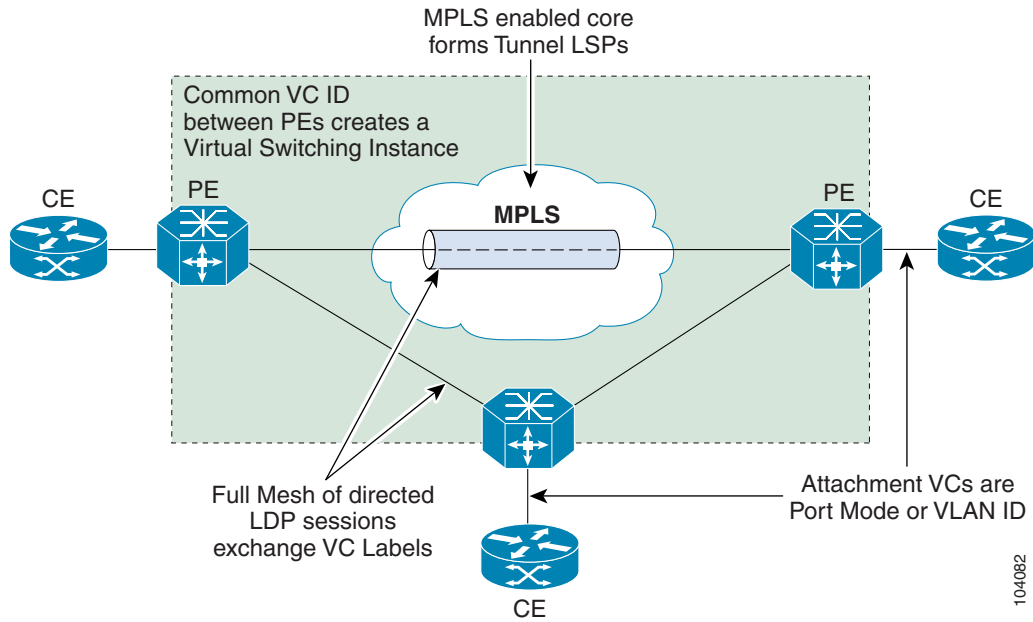 MPLS enabled core
forms Tunnel LSPs
Common VC ID
between PEs creates a
Virtual Switching Instance
CE
PE
MPLS
PE
CE
Full Mesh of directed
LDP sessions
exchange VC Labels
Attachment VCs are
Port Mode or VLAN ID
CE
104082